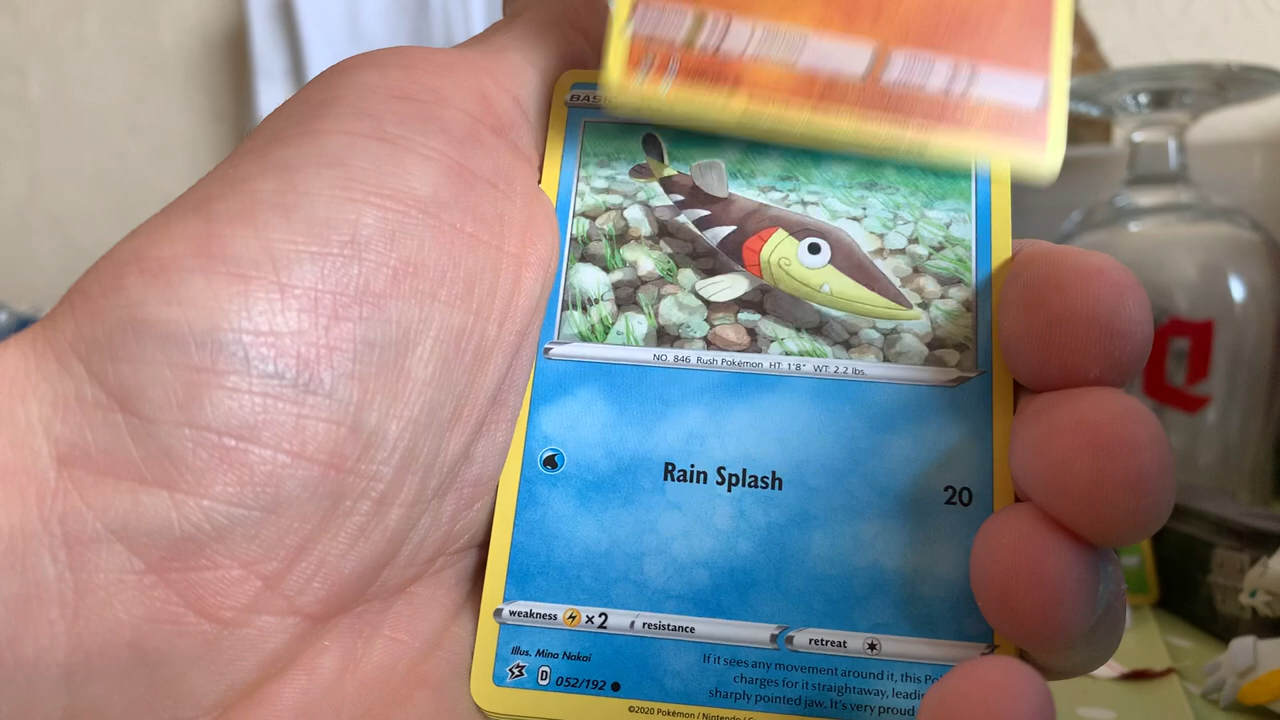 BASI
NO. 846 Rush Pokémon HT: 1'8" WT: 2.2 lbs.
Rain Splash 20
weakness ×2 resistance retreat
Illus. Mina Nakai
D 052/192
If it sees any movement around it, this Po
charges for it straightaway, leadi
sharply pointed jaw. It's very proud
©2020 Pokémon / Nintendo /